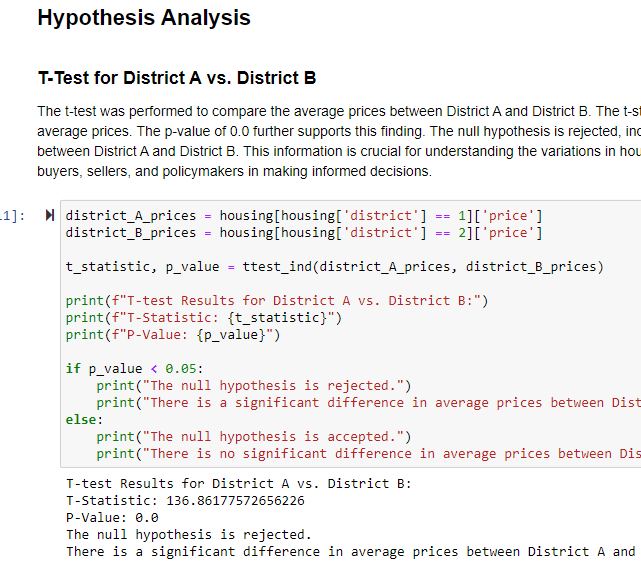 Hypothesis Analysis
T-Test for District A vs. District B
The t-test was performed to compare the average prices between District A and District B. The
average prices. The p-value of 0.0 further supports this finding. The null hypothesis is rejected,
between District A and District B. This information is crucial for understanding the variations in
buyers, sellers, and policymakers in making informed decisions.
1]:
district_A_prices = housing[housing['district'] == 1]['price']
district_B_prices = housing[housing['district'] == 2]['price']
t_statistic, p_value = ttest_ind(district_A_prices, district_B_prices)
print(f"T-test Results for District A vs. District B:")
print(f"T-Statistic: {t_statistic}")
print(f"P-Value: {p_value}")
if p_value < 0.05:
    print("The null hypothesis is rejected.")
    print("There is a significant difference in average prices between
else:
    print("The null hypothesis is accepted.")
    print("There is no significant difference in average prices between
T-test Results for District A vs. District B:
T-Statistic: 136.86177572656226
P-Value: 0.0
The null hypothesis is rejected.
There is a significant difference in average prices between District A and